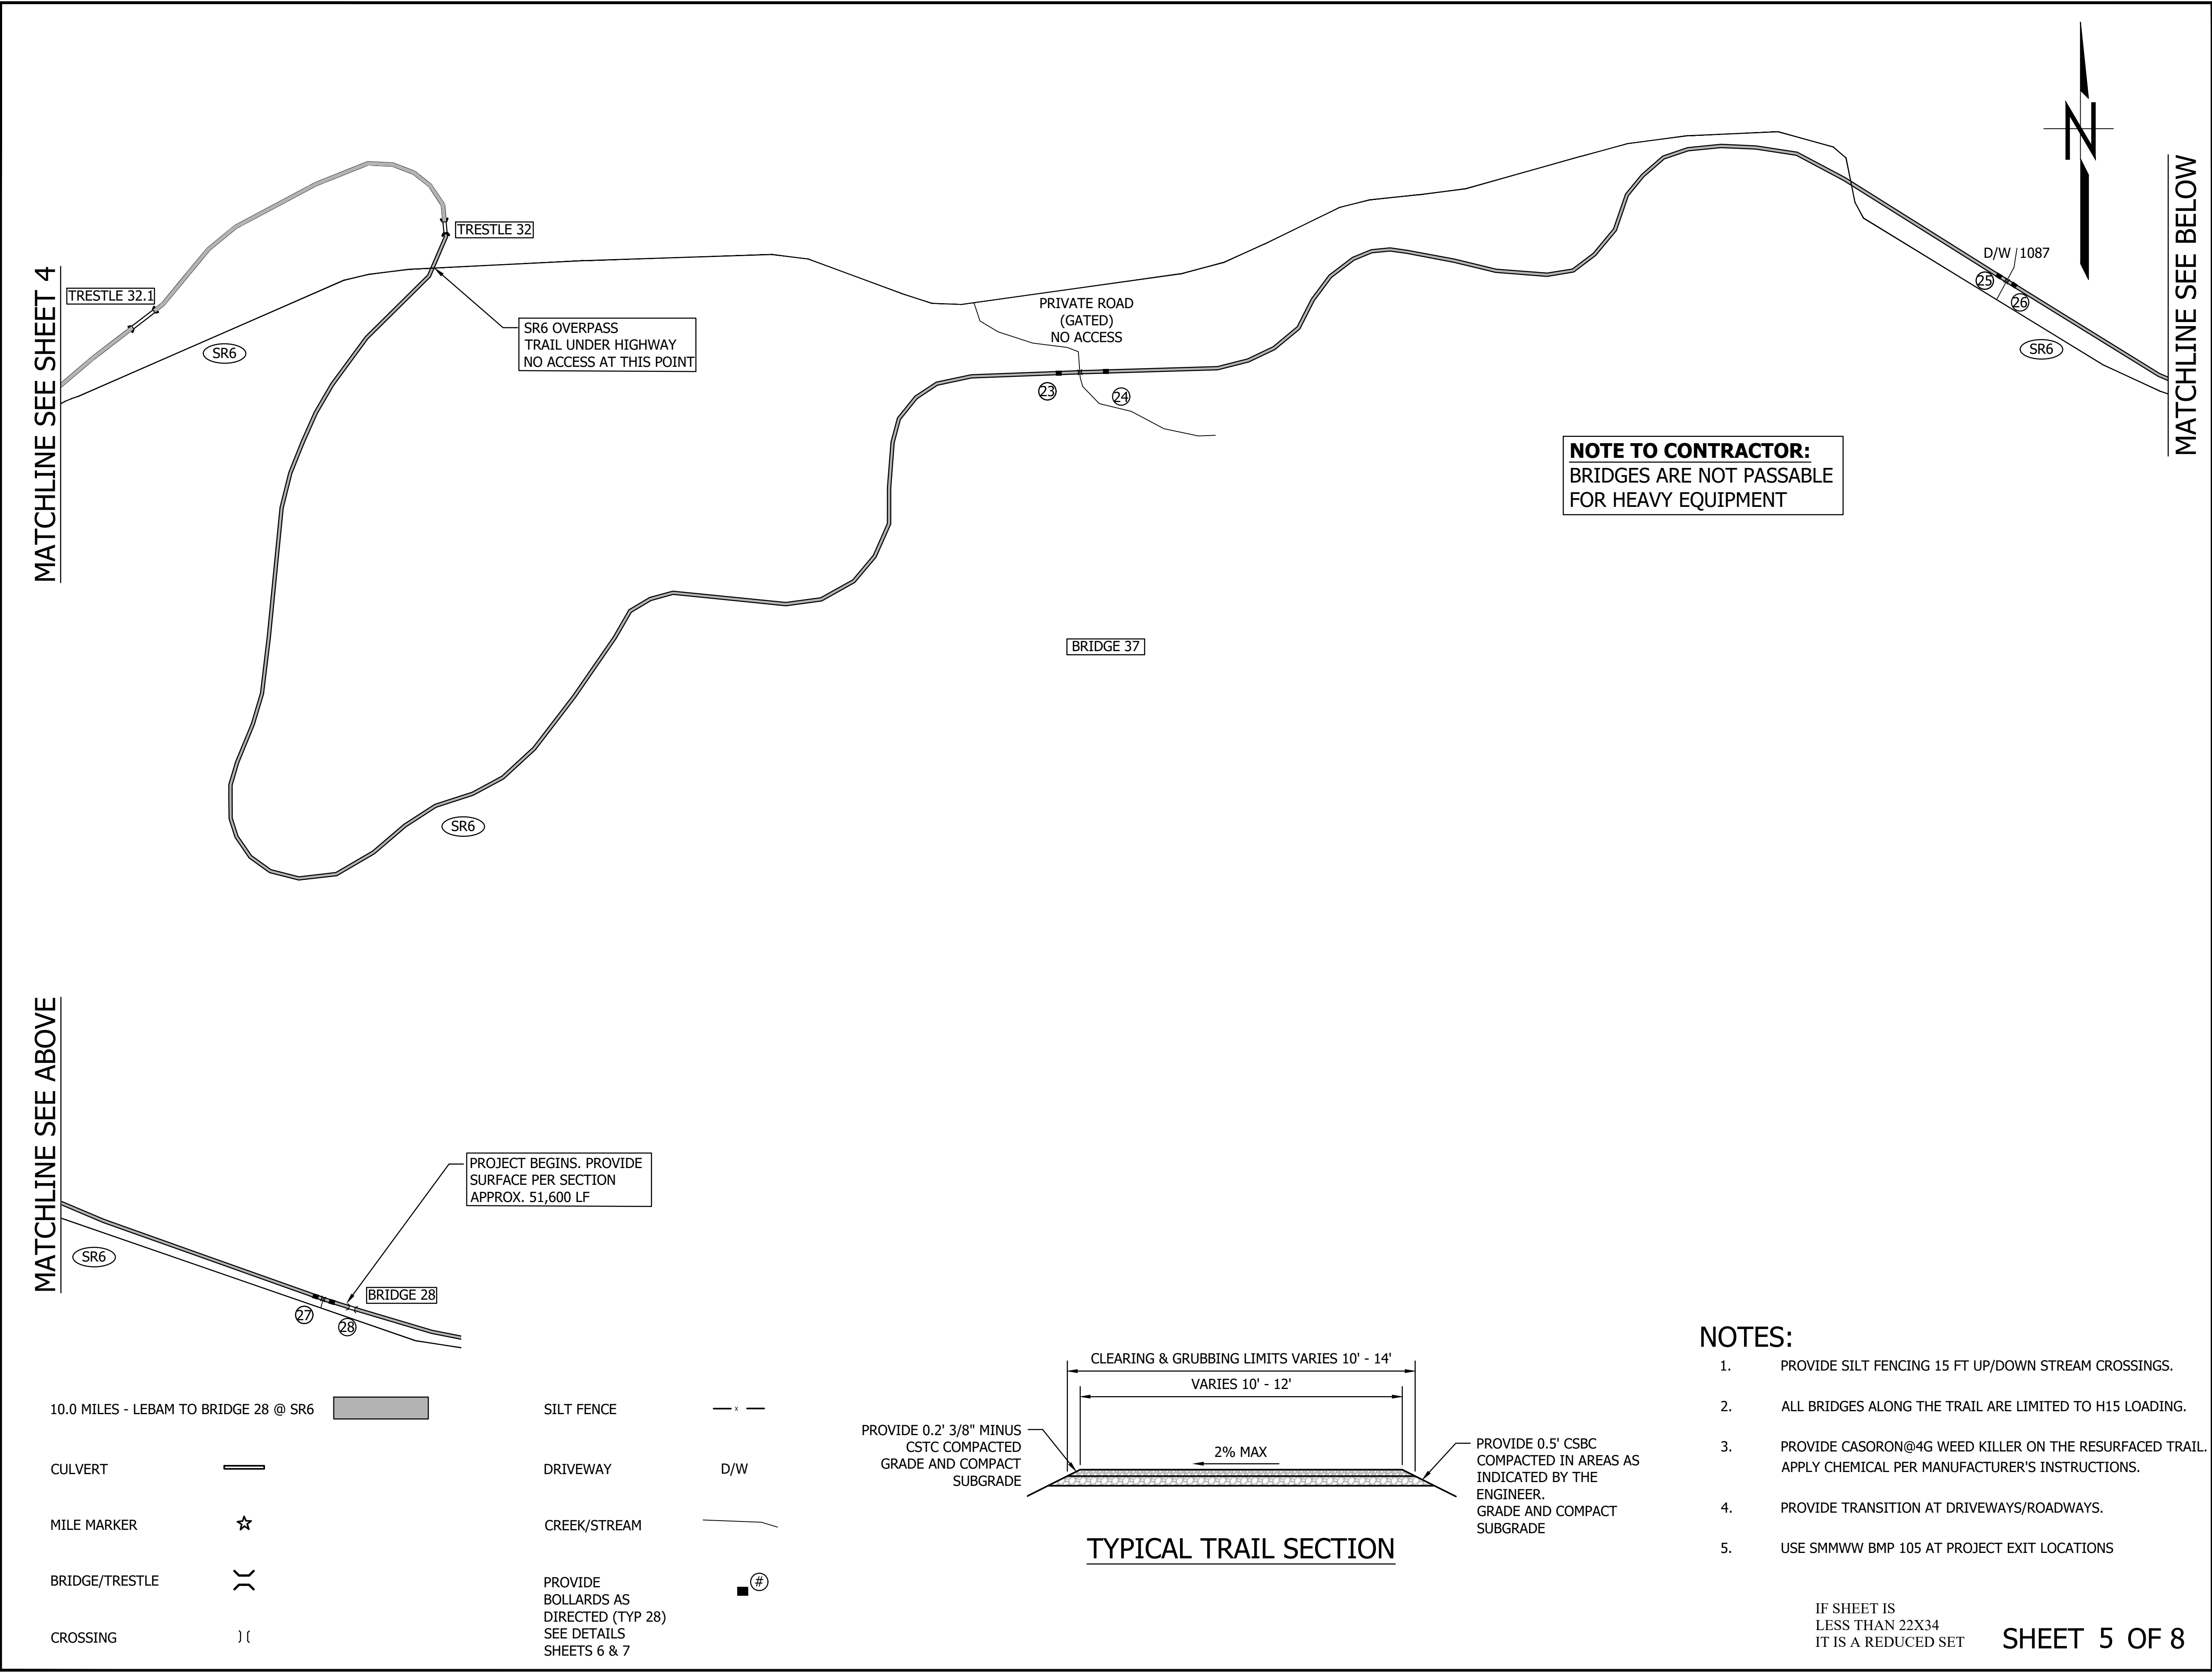 N
MATCHLINE SEE SHEET 4
TRESTLE 32.1
TRESTLE 32
SR6
SR6 OVERPASS
TRAIL UNDER HIGHWAY
NO ACCESS AT THIS POINT
PRIVATE ROAD
(GATED)
NO ACCESS
23
24
D/W 1087
25
26
SR6
MATCHLINE SEE BELOW
NOTE TO CONTRACTOR:
BRIDGES ARE NOT PASSABLE
FOR HEAVY EQUIPMENT
BRIDGE 37
SR6
MATCHLINE SEE ABOVE
PROJECT BEGINS. PROVIDE
SURFACE PER SECTION
APPROX. 51,600 LF
SR6
BRIDGE 28
27
28
10.0 MILES - LEBAM TO BRIDGE 28 @ SR6
CULVERT
MILE MARKER
BRIDGE/TRESTLE
CROSSING
SILT FENCE
x
DRIVEWAY
D/W
CREEK/STREAM
PROVIDE
BOLLARDS AS
DIRECTED (TYP 28)
SEE DETAILS
SHEETS 6 & 7
#
CLEARING & GRUBBING LIMITS VARIES 10' - 14'
VARIES 10' - 12'
PROVIDE 0.2' 3/8" MINUS
CSTC COMPACTED
GRADE AND COMPACT
SUBGRADE
2% MAX
PROVIDE 0.5' CSBC
COMPACTED IN AREAS AS
INDICATED BY THE
ENGINEER.
GRADE AND COMPACT
SUBGRADE
TYPICAL TRAIL SECTION
NOTES:
1. PROVIDE SILT FENCING 15 FT UP/DOWN STREAM CROSSINGS.
2. ALL BRIDGES ALONG THE TRAIL ARE LIMITED TO H15 LOADING.
3. PROVIDE CASORON@4G WEED KILLER ON THE RESURFACED TRAIL.
APPLY CHEMICAL PER MANUFACTURER'S INSTRUCTIONS.
4. PROVIDE TRANSITION AT DRIVEWAYS/ROADWAYS.
5. USE SMMWW BMP 105 AT PROJECT EXIT LOCATIONS
IF SHEET IS
LESS THAN 22X34
IT IS A REDUCED SET
SHEET 5 OF 8